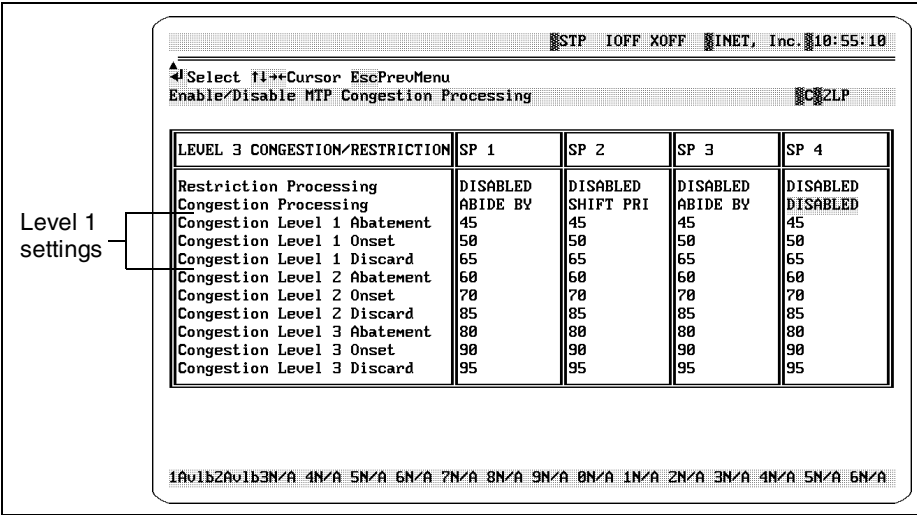 STP IOFF XOFF INET, Inc. 10:55:10
Select ↑↓→←Cursor EscPrevMenu
Enable/Disable MTP Congestion Processing C 2LP
LEVEL 3 CONGESTION/RESTRICTION SP 1 SP 2 SP 3 SP 4
Restriction Processing DISABLED DISABLED DISABLED DISABLED
Congestion Processing ABIDE BY SHIFT PRI ABIDE BY DISABLED
Level 1 settings
Congestion Level 1 Abatement 45 45 45 45
Congestion Level 1 Onset 50 50 50 50
Congestion Level 1 Discard 65 65 65 65
Congestion Level 2 Abatement 60 60 60 60
Congestion Level 2 Onset 70 70 70 70
Congestion Level 2 Discard 85 85 85 85
Congestion Level 3 Abatement 80 80 80 80
Congestion Level 3 Onset 90 90 90 90
Congestion Level 3 Discard 95 95 95 95
1Avlb2Avlb3N/A 4N/A 5N/A 6N/A 7N/A 8N/A 9N/A 0N/A 1N/A 2N/A 3N/A 4N/A 5N/A 6N/A